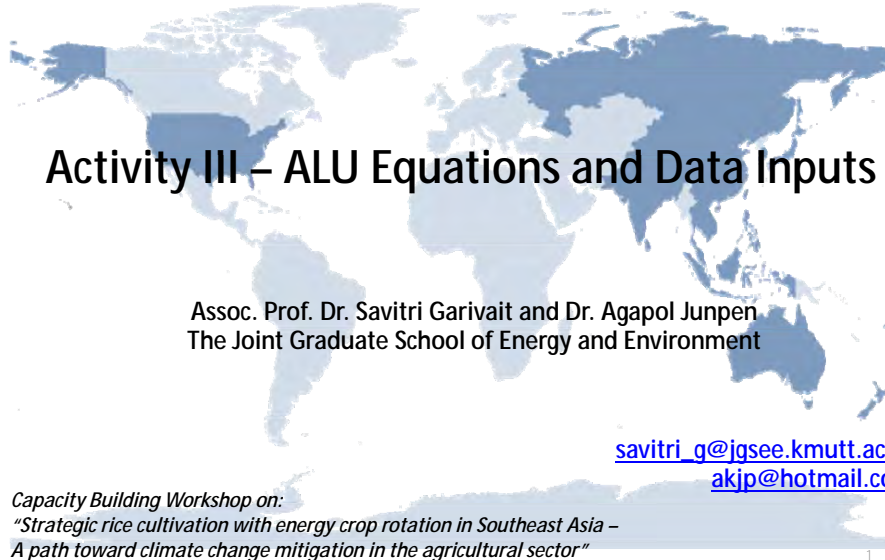 Activity III – ALU Equations and Data Inputs
Assoc. Prof. Dr. Savitri Garivait and Dr. Agapol Junpen
The Joint Graduate School of Energy and Environment
savitri_g@jgsee.kmutt.ac
akjp@hotmail.co
Capacity Building Workshop on:
“Strategic rice cultivation with energy crop rotation in Southeast Asia –
A path toward climate change mitigation in the agricultural sector”
1